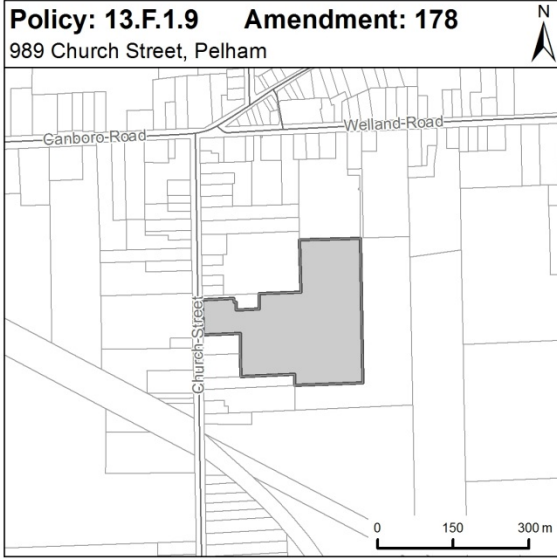 Policy: 13.F.1.9 Amendment: 178
989 Church Street, Pelham
N
Canboro Road
Welland Road
Church Street
0 150 300 m